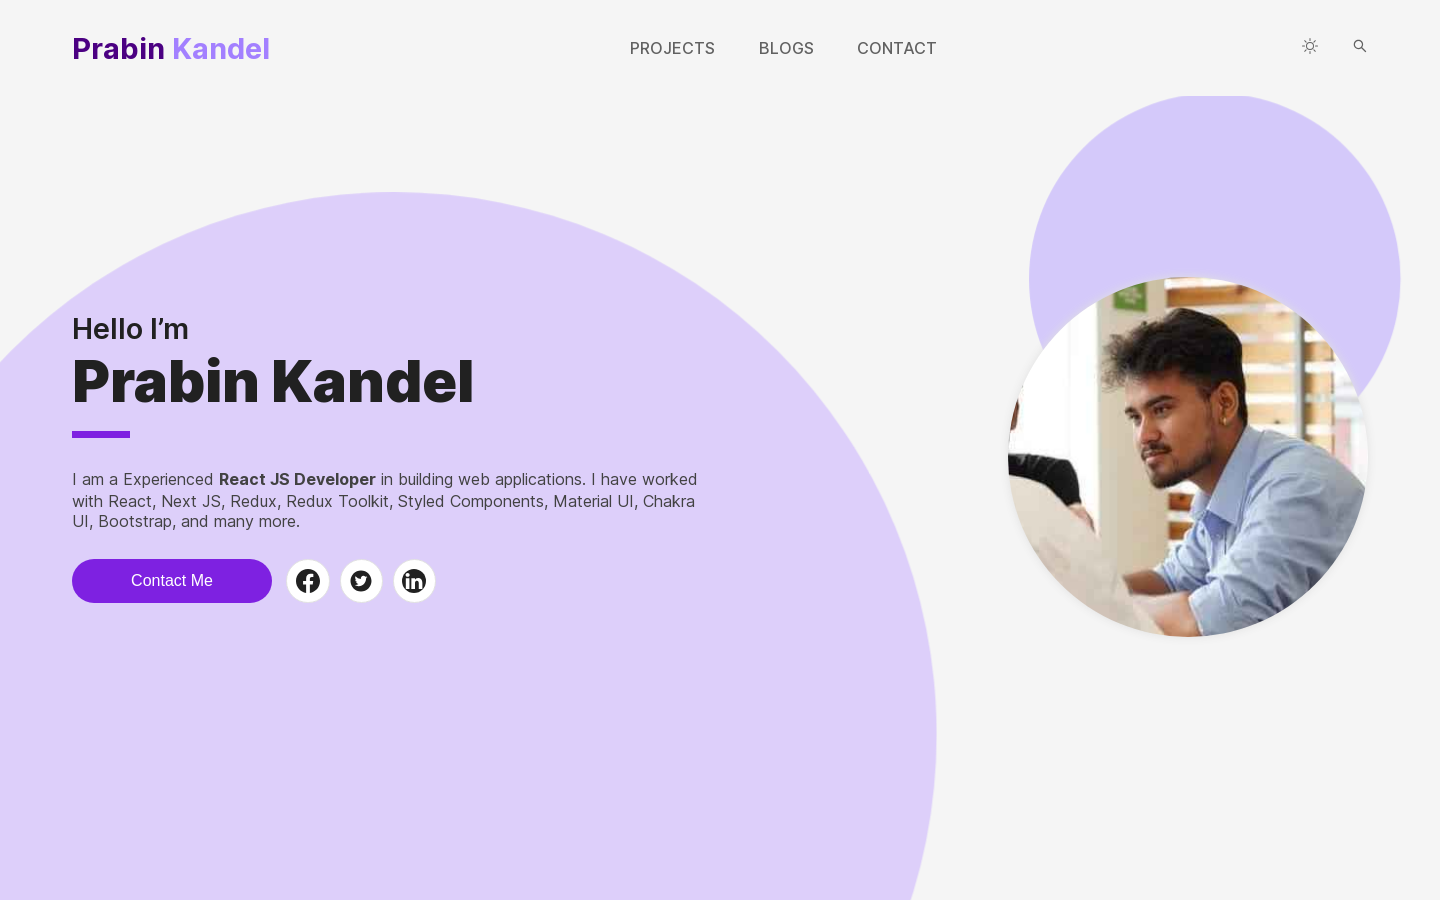 Prabin Kandel
PROJECTS
BLOGS
CONTACT
Hello I’m
Prabin Kandel
I am a Experienced React JS Developer in building web applications. I have worked
with React, Next JS, Redux, Redux Toolkit, Styled Components, Material UI, Chakra
UI, Bootstrap, and many more.
Contact Me